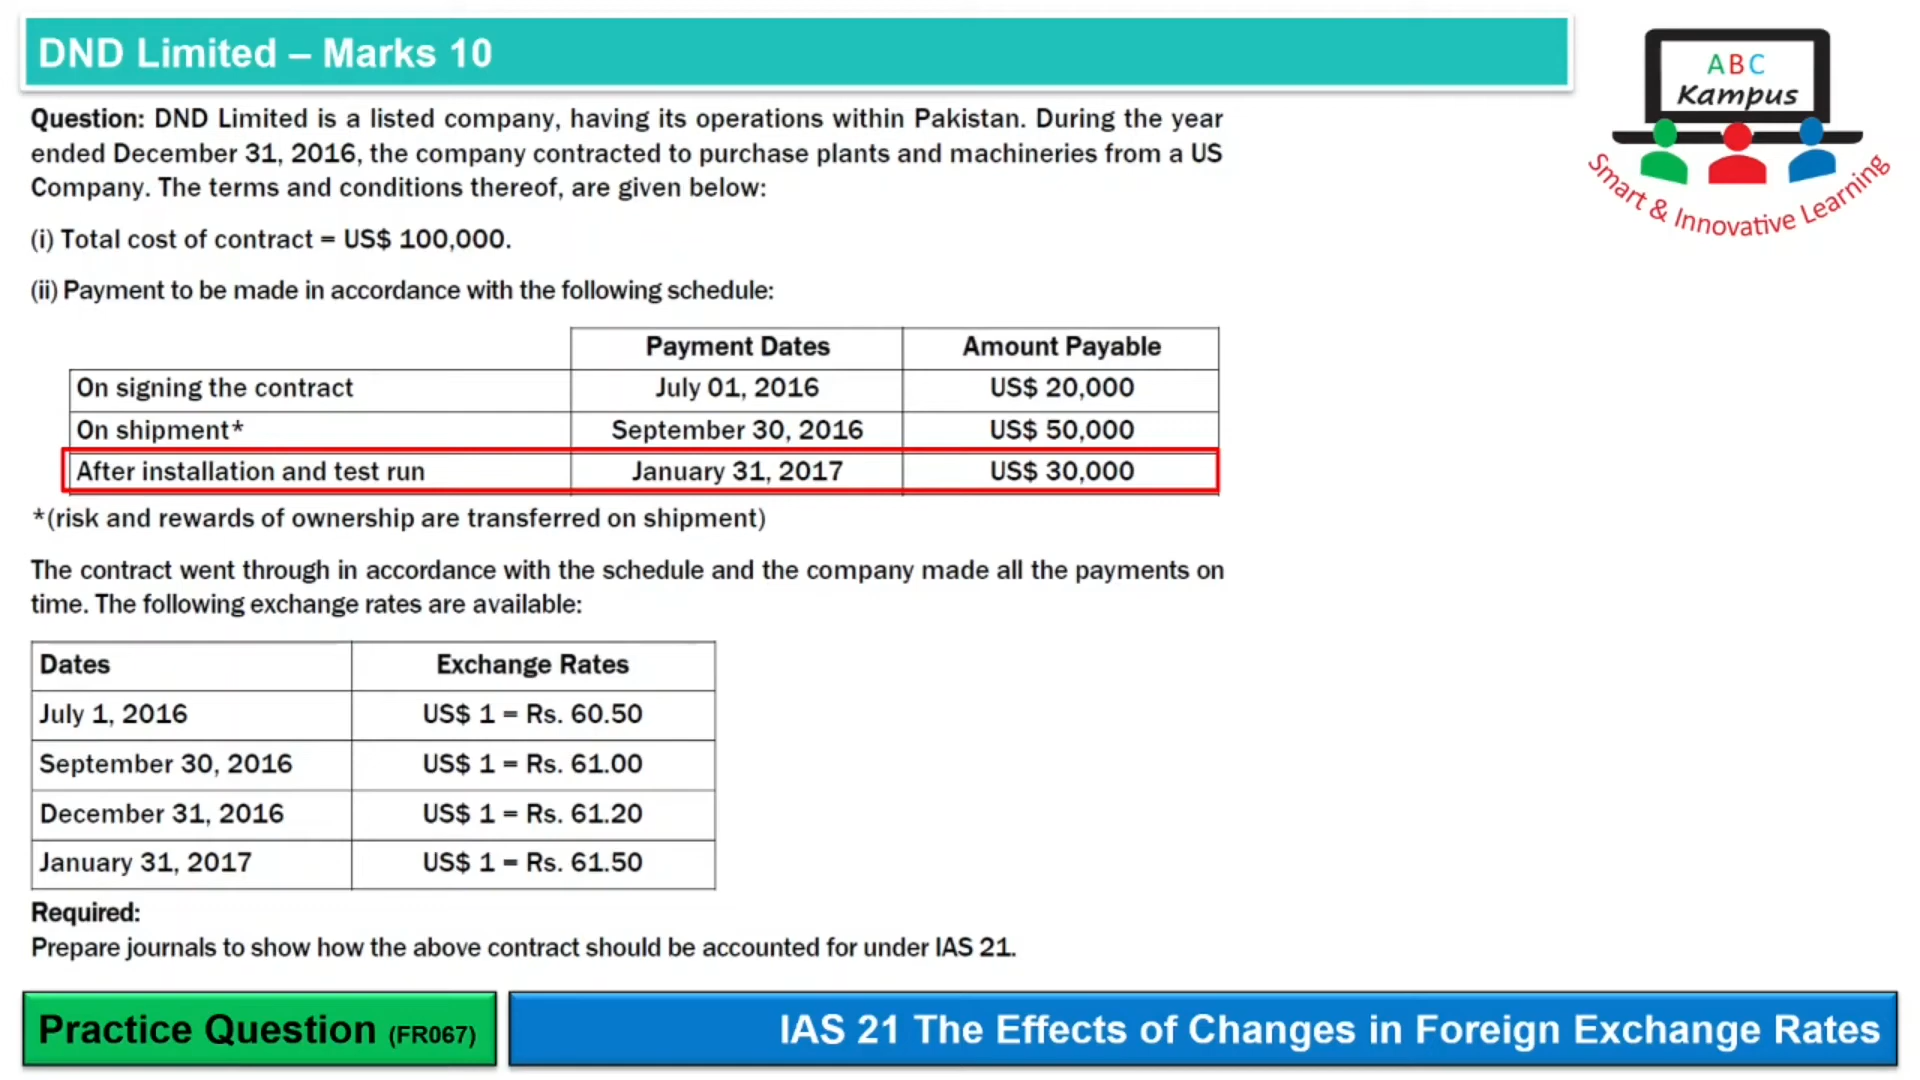 DND Limited – Marks 10
ABC
Kampus
Smart & Innovative Learning
Question: DND Limited is a listed company, having its operations within Pakistan. During the year
ended December 31, 2016, the company contracted to purchase plants and machineries from a US
Company. The terms and conditions thereof, are given below:
(i) Total cost of contract = US$ 100,000.
(ii) Payment to be made in accordance with the following schedule:
Payment Dates Amount Payable
On signing the contract July 01, 2016 US$ 20,000
On shipment* September 30, 2016 US$ 50,000
After installation and test run January 31, 2017 US$ 30,000
*(risk and rewards of ownership are transferred on shipment)
The contract went through in accordance with the schedule and the company made all the payments on
time. The following exchange rates are available:
Dates Exchange Rates
July 1, 2016 US$ 1 = Rs. 60.50
September 30, 2016 US$ 1 = Rs. 61.00
December 31, 2016 US$ 1 = Rs. 61.20
January 31, 2017 US$ 1 = Rs. 61.50
Required:
Prepare journals to show how the above contract should be accounted for under IAS 21.
Practice Question (FR067)
IAS 21 The Effects of Changes in Foreign Exchange Rates